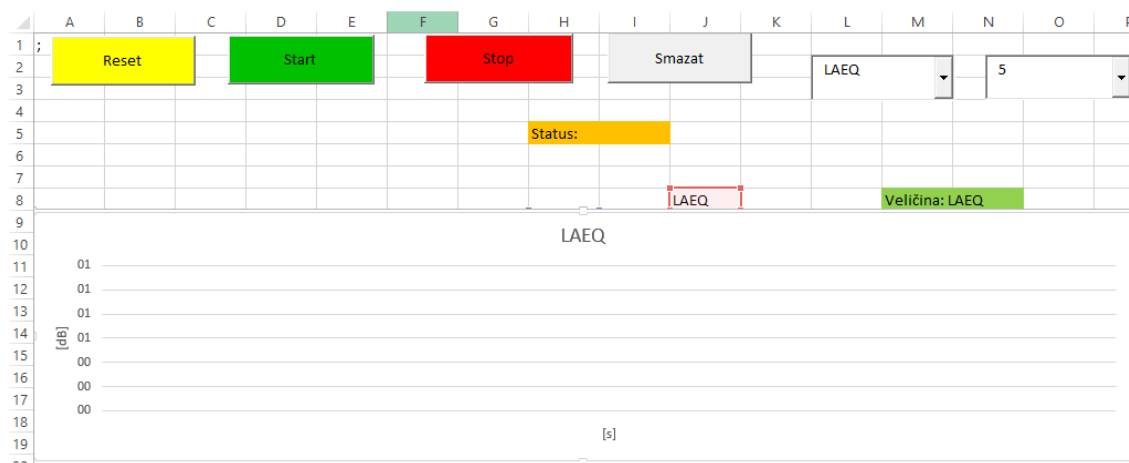 A B C D E F G H I J K L M N O
1 ;
Reset Start Stop Smazat
2
LAEQ 5
3
4
5 Status:
6
7
8 LAEQ Veličina: LAEQ
9
LAEQ
10
11 01
12 01
13 01
14 01
[dB]
15 00
16 00
17 00
18
[s]
19